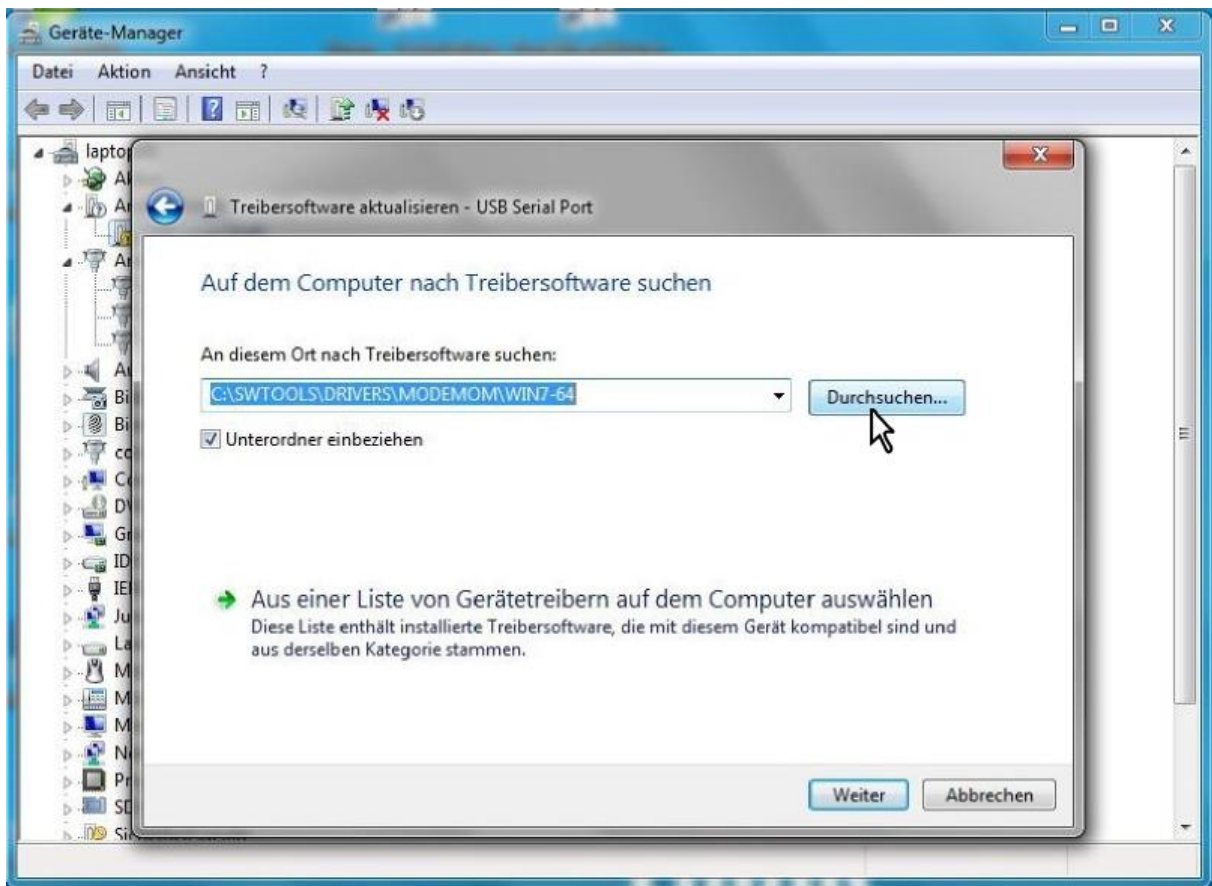 Geräte-Manager
Datei Aktion Ansicht ?
laptop
Treibersoftware aktualisieren - USB Serial Port
Auf dem Computer nach Treibersoftware suchen
An diesem Ort nach Treibersoftware suchen:
C:\SWTOOLS\DRIVERS\MODEMOM\WIN7-64
Durchsuchen...
Unterordner einbeziehen
Aus einer Liste von Gerätetreibern auf dem Computer auswählen
Diese Liste enthält installierte Treibersoftware, die mit diesem Gerät kompatibel sind und
aus derselben Kategorie stammen.
Weiter Abbrechen